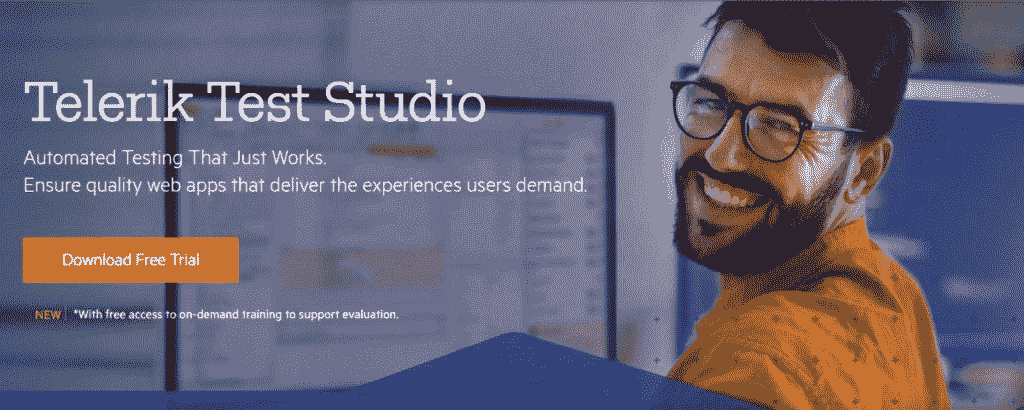 Telerik Test Studio
Automated Testing That Just Works.
Ensure quality web apps that deliver the experiences users demand.
Download Free Trial
NEW *With free access to on-demand training to support evaluation.